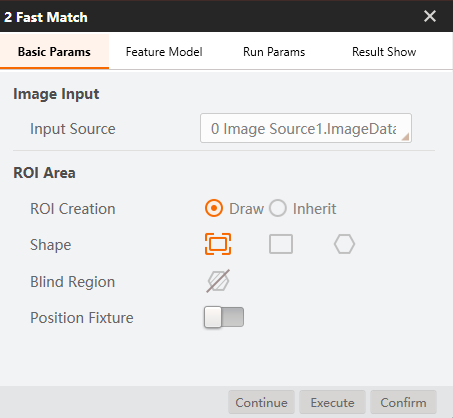 2 Fast Match
Basic Params Feature Model Run Params Result Show
Image Input
Input Source 0 Image Source1.ImageData
ROI Area
ROI Creation Draw Inherit
Shape
Blind Region
Position Fixture
Continue Execute Confirm